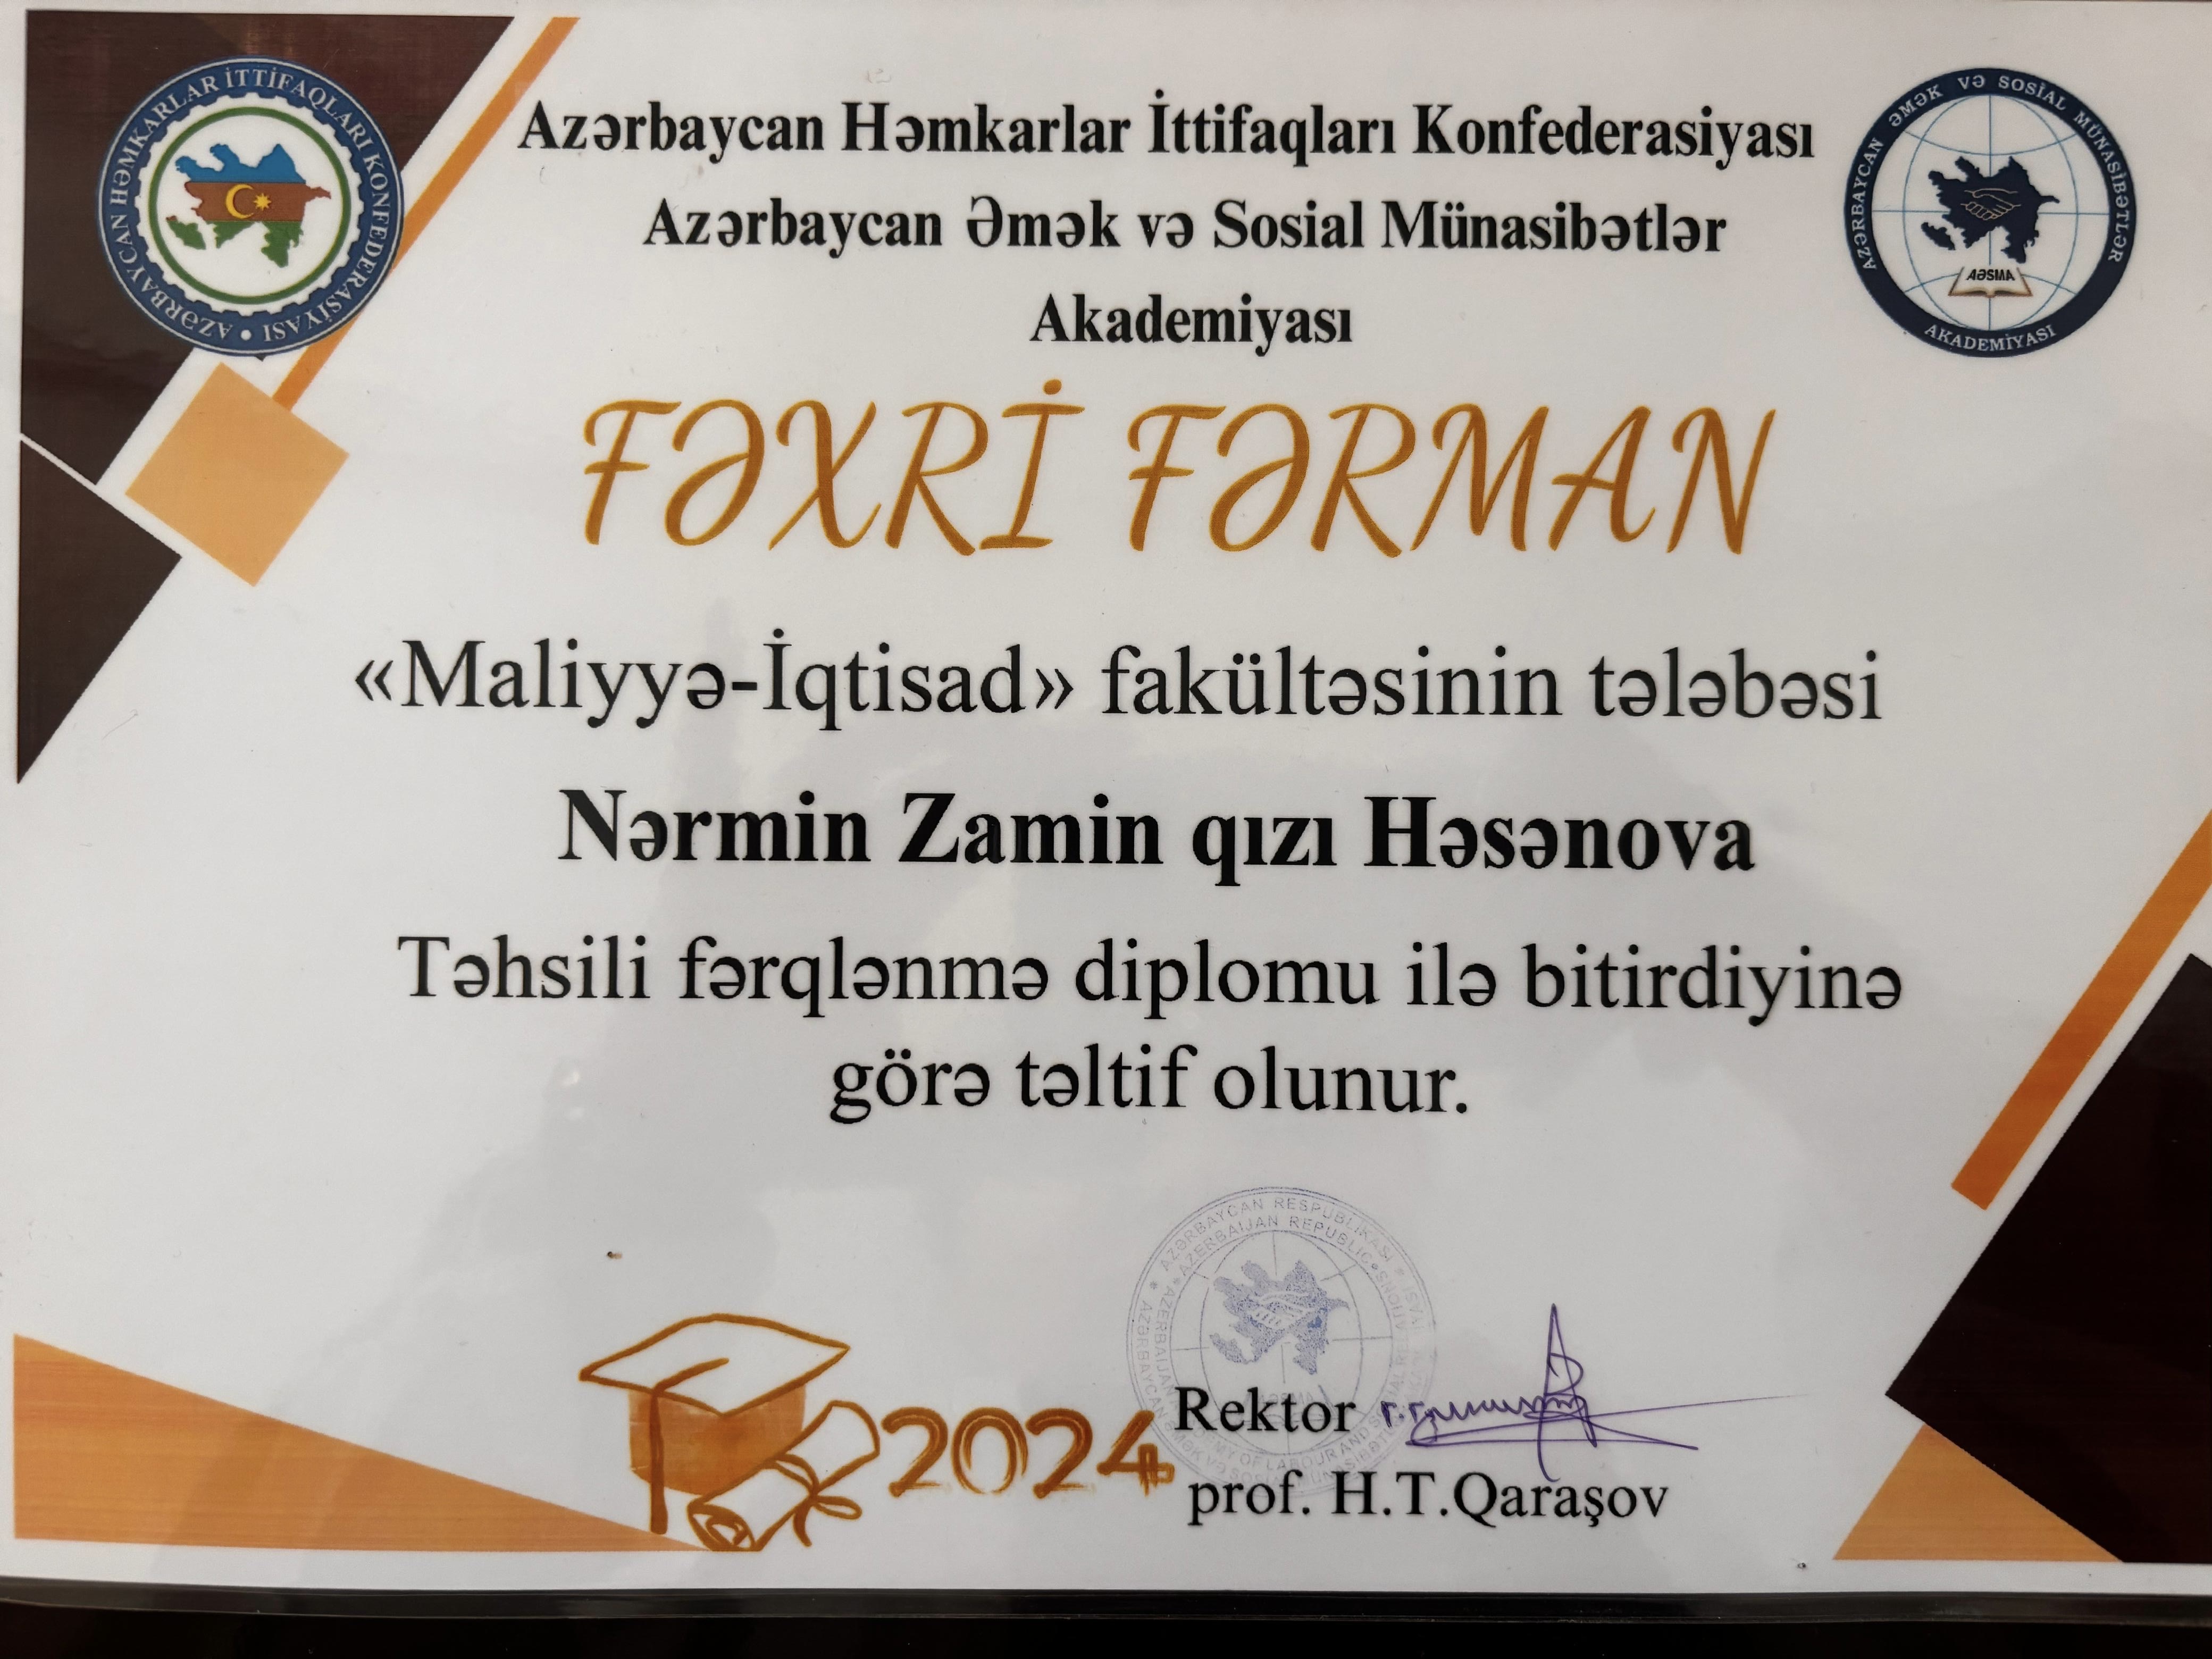 AZƏRBAYCAN HƏMKARLAR İTTİFAQLARI KONFEDERASİYASI
Azərbaycan Həmkarlar İttifaqları Konfederasiyası
Azərbaycan Əmək və Sosial Münasibətlər
Akademiyası
AZƏRBAYCAN ƏMƏK VƏ SOSİAL MÜNASİBƏTLƏR
AƏSMA
AKADEMİYASI
FƏXRİ FƏRMAN
«Maliyyə-İqtisad» fakültəsinin tələbəsi
Nərmin Zamin qızı Həsənova
Təhsili fərqlənmə diplomu ilə bitirdiyinə
görə təltif olunur.
AZƏRBAYCAN RESPUBLİKASI
AZERBAIJAN REPUBLIC
2024
Rektor
prof. H.T.Qaraşov